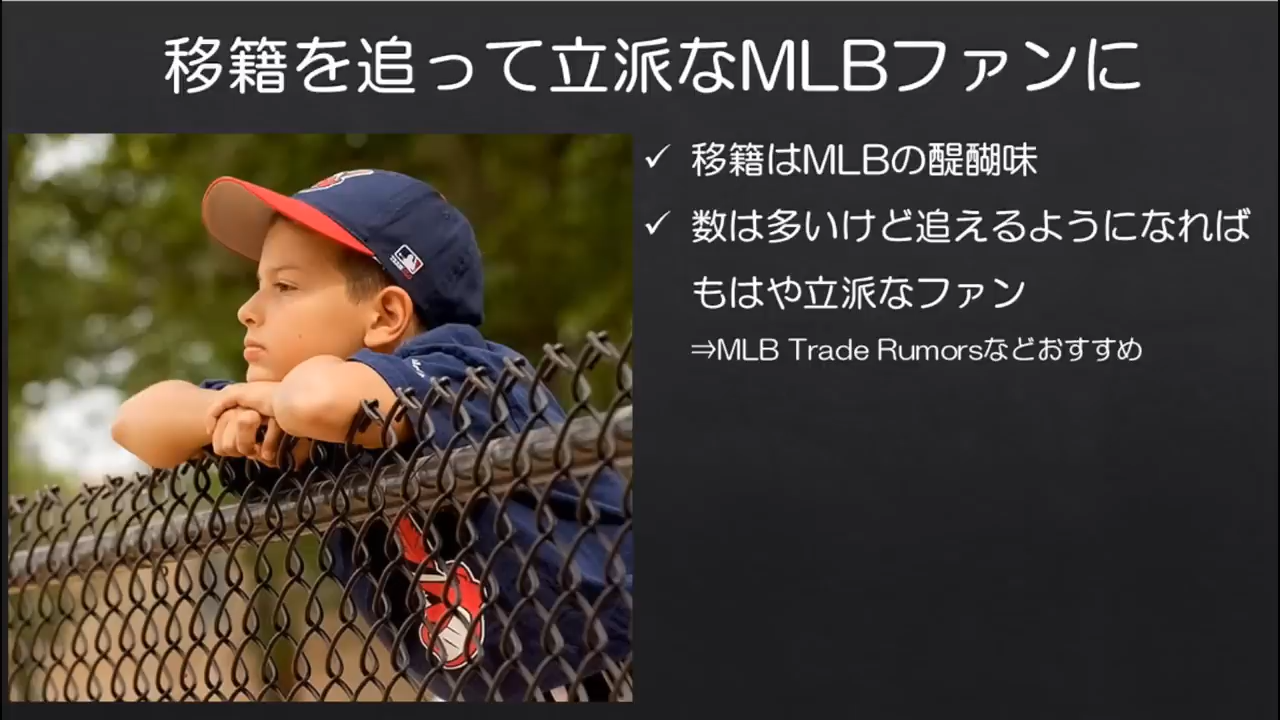 移籍を追って立派なMLBファンに
✓ 移籍はMLBの醍醐味
✓ 数は多いけど追えるようになれば
もはや立派なファン
⇒MLB Trade Rumorsなどおすすめ